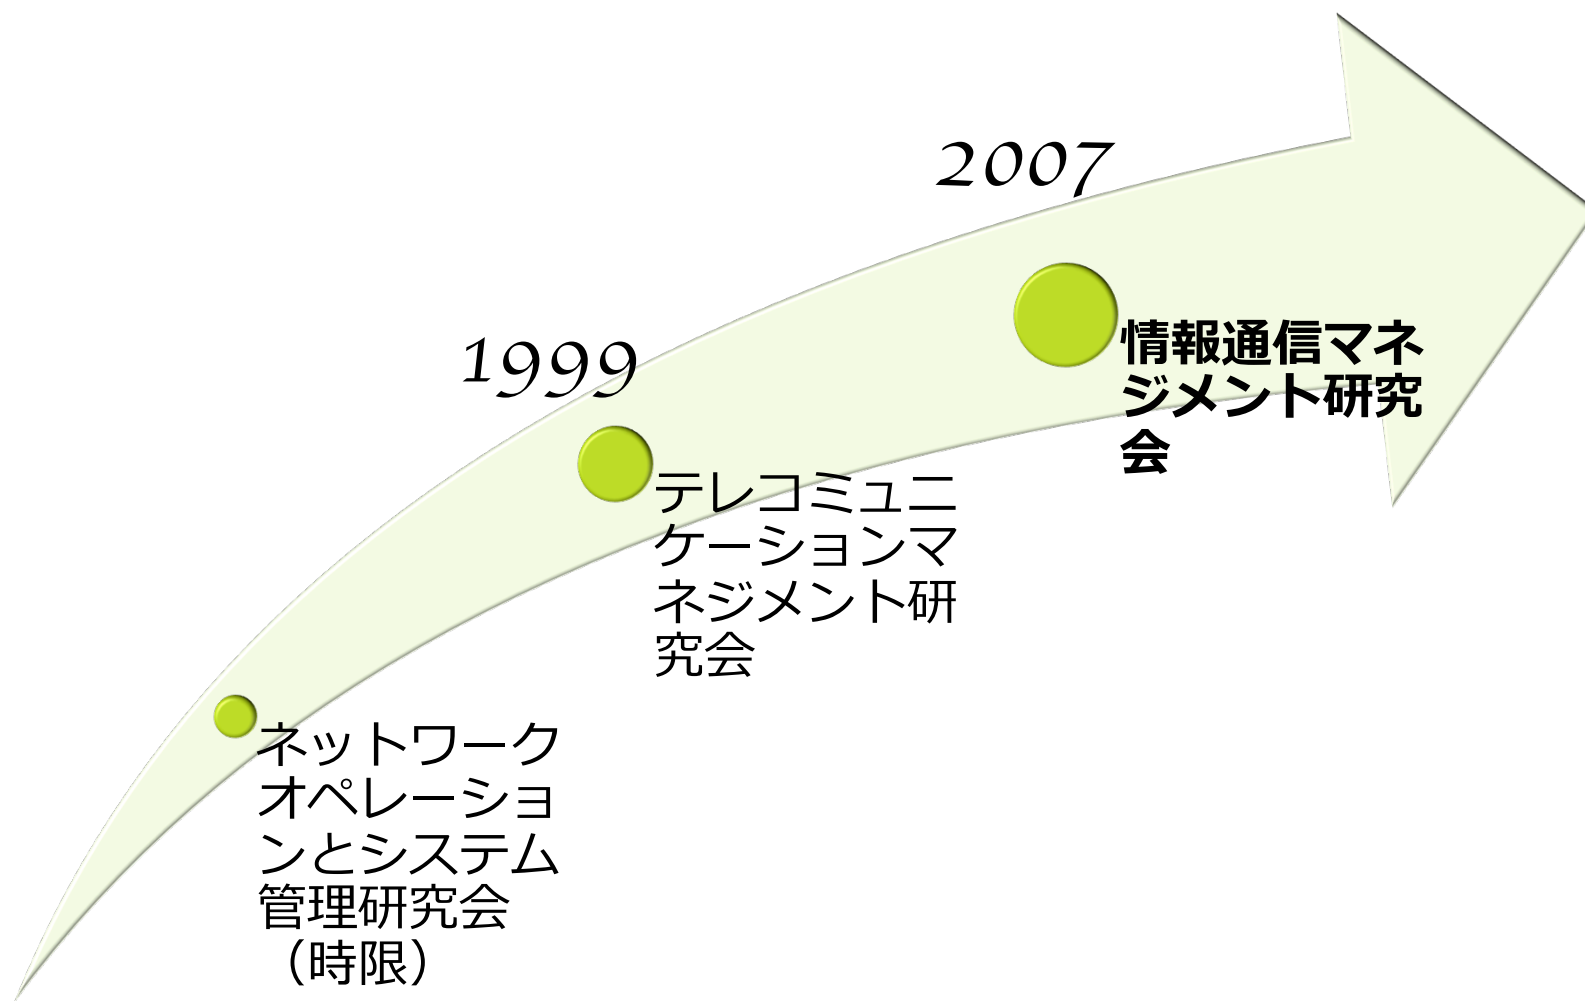 2007
情報通信マネ
ジメント研究
会
1999
テレコミュニ
ケーションマ
ネジメント研
究会
ネットワーク
オペレーショ
ンとシステム
管理研究会
（時限）